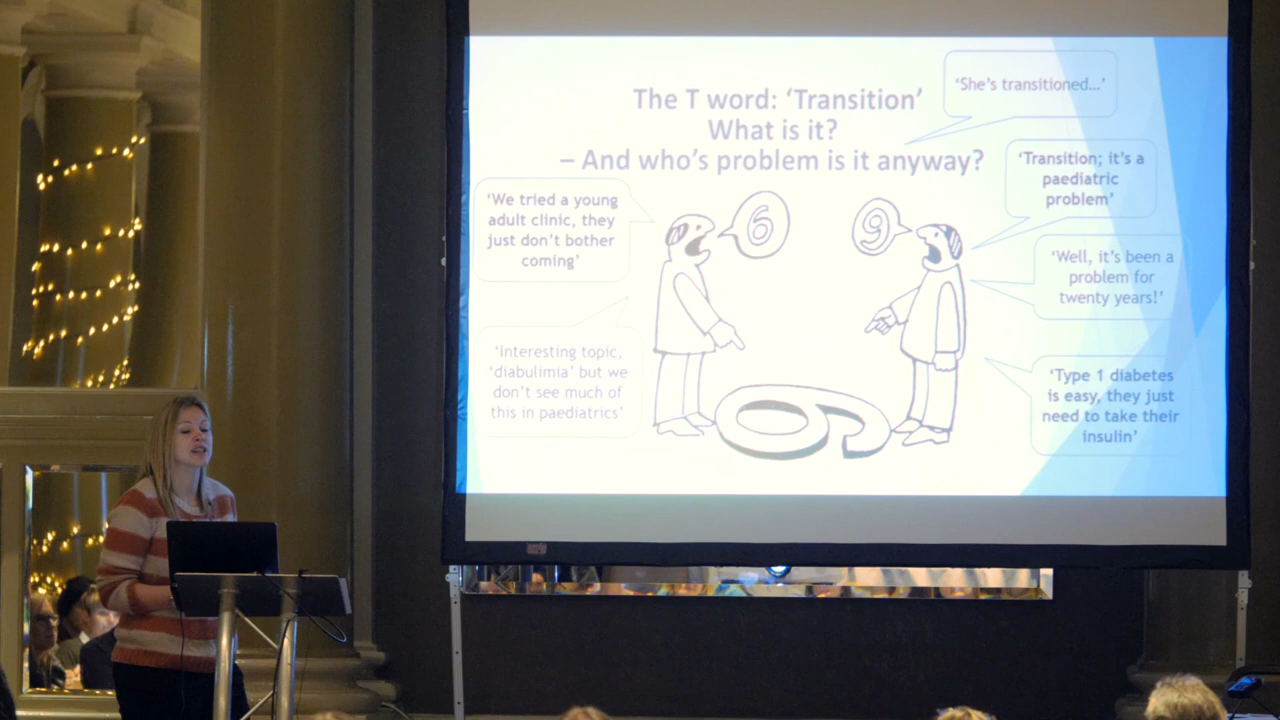 The T word: ‘Transition’
What is it?
– And who’s problem is it anyway?
‘She’s transitioned…’
‘We tried a young
adult clinic, they
just don’t bother
coming’
6
9
‘Transition; it’s a
paediatric
problem’
‘Well, it’s been a
problem for
twenty years!’
‘Interesting topic,
‘diabulimia’ but we
don’t see much of
this in paediatrics’
‘Type 1 diabetes
is easy, they just
need to take their
insulin’
6